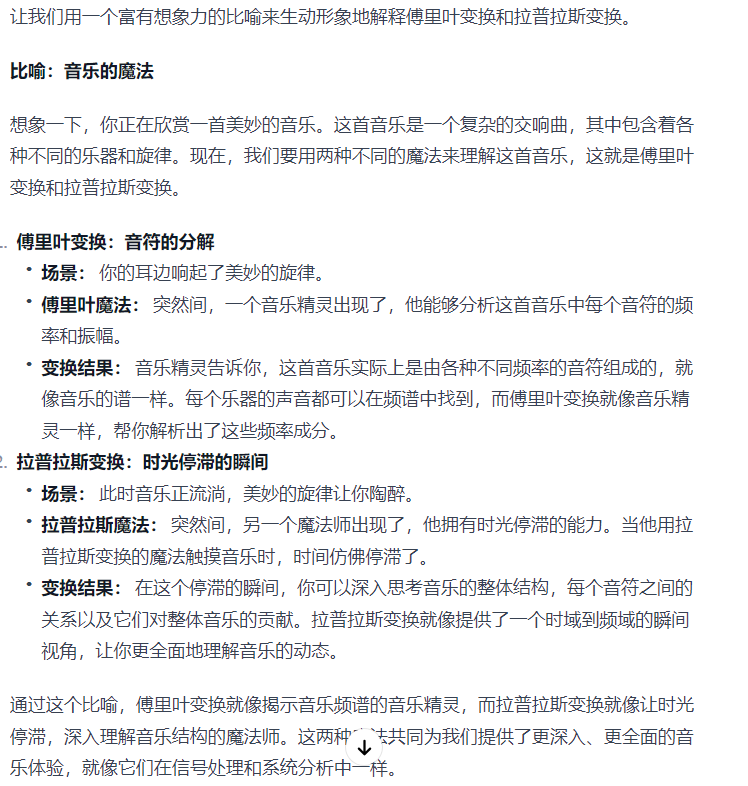 让我们用一个富有想象力的比喻来生动形象地解释傅里叶变换和拉普拉斯变换。
比喻：音乐的魔法
想象一下，你正在欣赏一首美妙的音乐。这首音乐是一个复杂的交响曲，其中包含着各
种不同的乐器和旋律。现在，我们要用两种不同的魔法来理解这首音乐，这就是傅里叶
变换和拉普拉斯变换。
傅里叶变换：音符的分解
• 场景： 你的耳边响起了美妙的旋律。
• 傅里叶魔法： 突然间，一个音乐精灵出现了，他能够分析这首音乐中每个音符的频
率和振幅。
• 变换结果： 音乐精灵告诉你，这首音乐实际上是由各种不同频率的音符组成的，就
像音乐的谱一样。每个乐器的声音都可以在频谱中找到，而傅里叶变换就像音乐精
灵一样，帮你解析出了这些频率成分。
2. 拉普拉斯变换：时光停滞的瞬间
• 场景： 此时音乐正流淌，美妙的旋律让你陶醉。
• 拉普拉斯魔法： 突然间，另一个魔法师出现了，他拥有时光停滞的能力。当他用拉
普拉斯变换的魔法触摸音乐时，时间仿佛停滞了。
• 变换结果： 在这个停滞的瞬间，你可以深入思考音乐的整体结构，每个音符之间的
关系以及它们对整体音乐的贡献。拉普拉斯变换就像提供了一个时域到频域的瞬间
视角，让你更全面地理解音乐的动态。
通过这个比喻，傅里叶变换就像揭示音乐频谱的音乐精灵，而拉普拉斯变换就像让时光
停滞，深入理解音乐结构的魔法师。这两种 法共同为我们提供了更深入、更全面的音
乐体验，就像它们在信号处理和系统分析中一样。